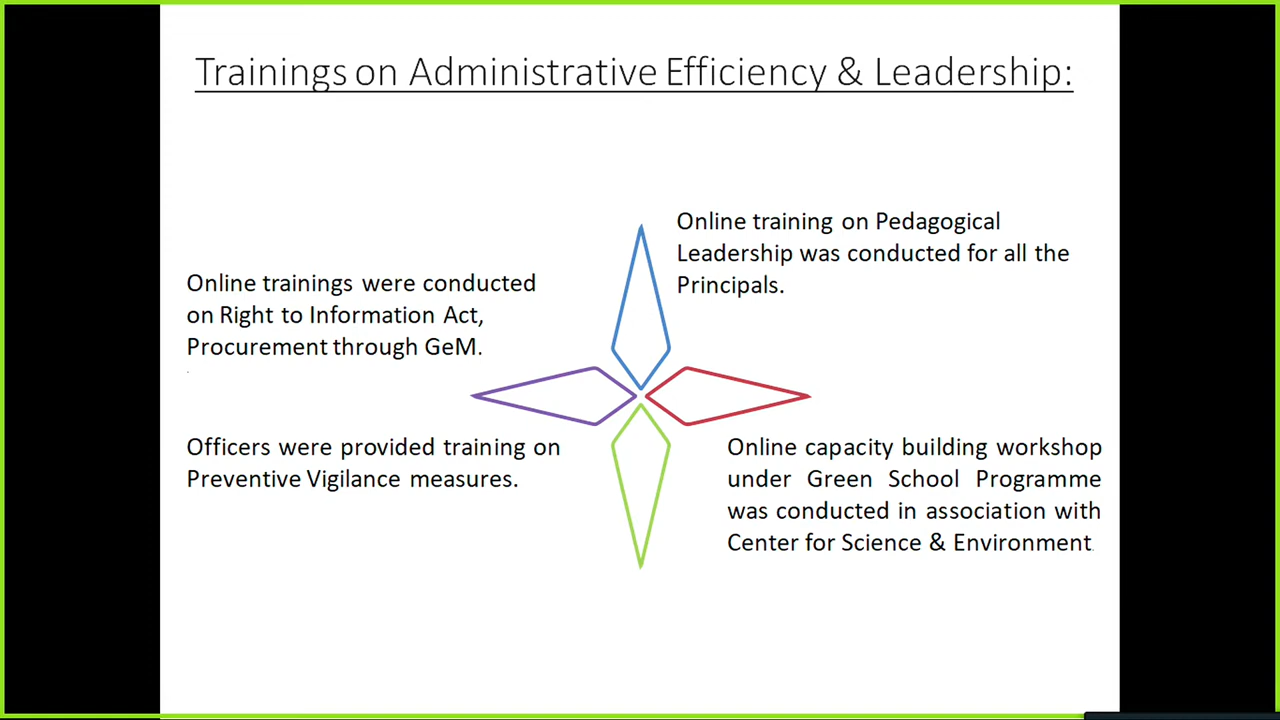 Trainings on Administrative Efficiency & Leadership:
Online training on Pedagogical
Leadership was conducted for all the
Principals.
Online trainings were conducted
on Right to Information Act,
Procurement through GeM.
.
Officers were provided training on
Preventive Vigilance measures.
Online capacity building workshop
under Green School Programme
was conducted in association with
Center for Science & Environment.